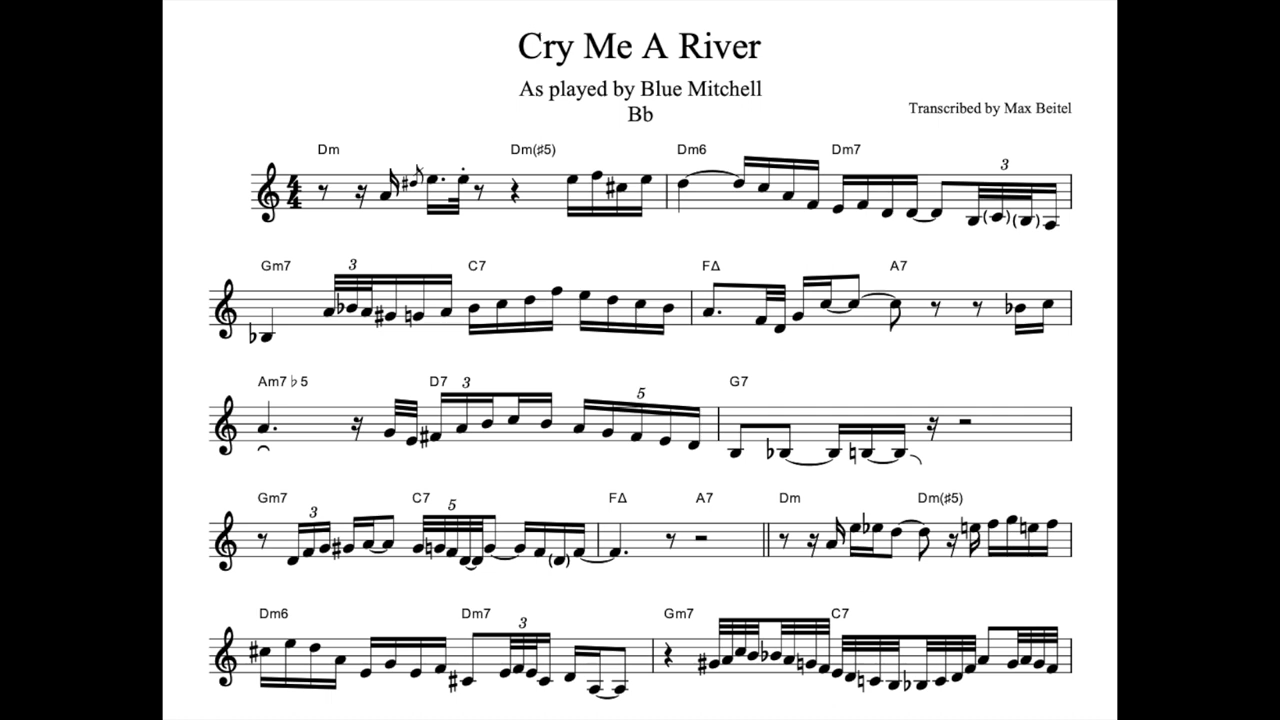 Cry Me A River
As played by Blue Mitchell
Bb
Transcribed by Max Beitel
Dm Dm(♯5) Dm6 Dm7
3
Gm7 3 C7 FΔ A7
Am7♭5 D7 3 5 G7
Gm7 3 C7 5 FΔ A7 Dm Dm(♯5)
Dm6 Dm7 3 Gm7 C7